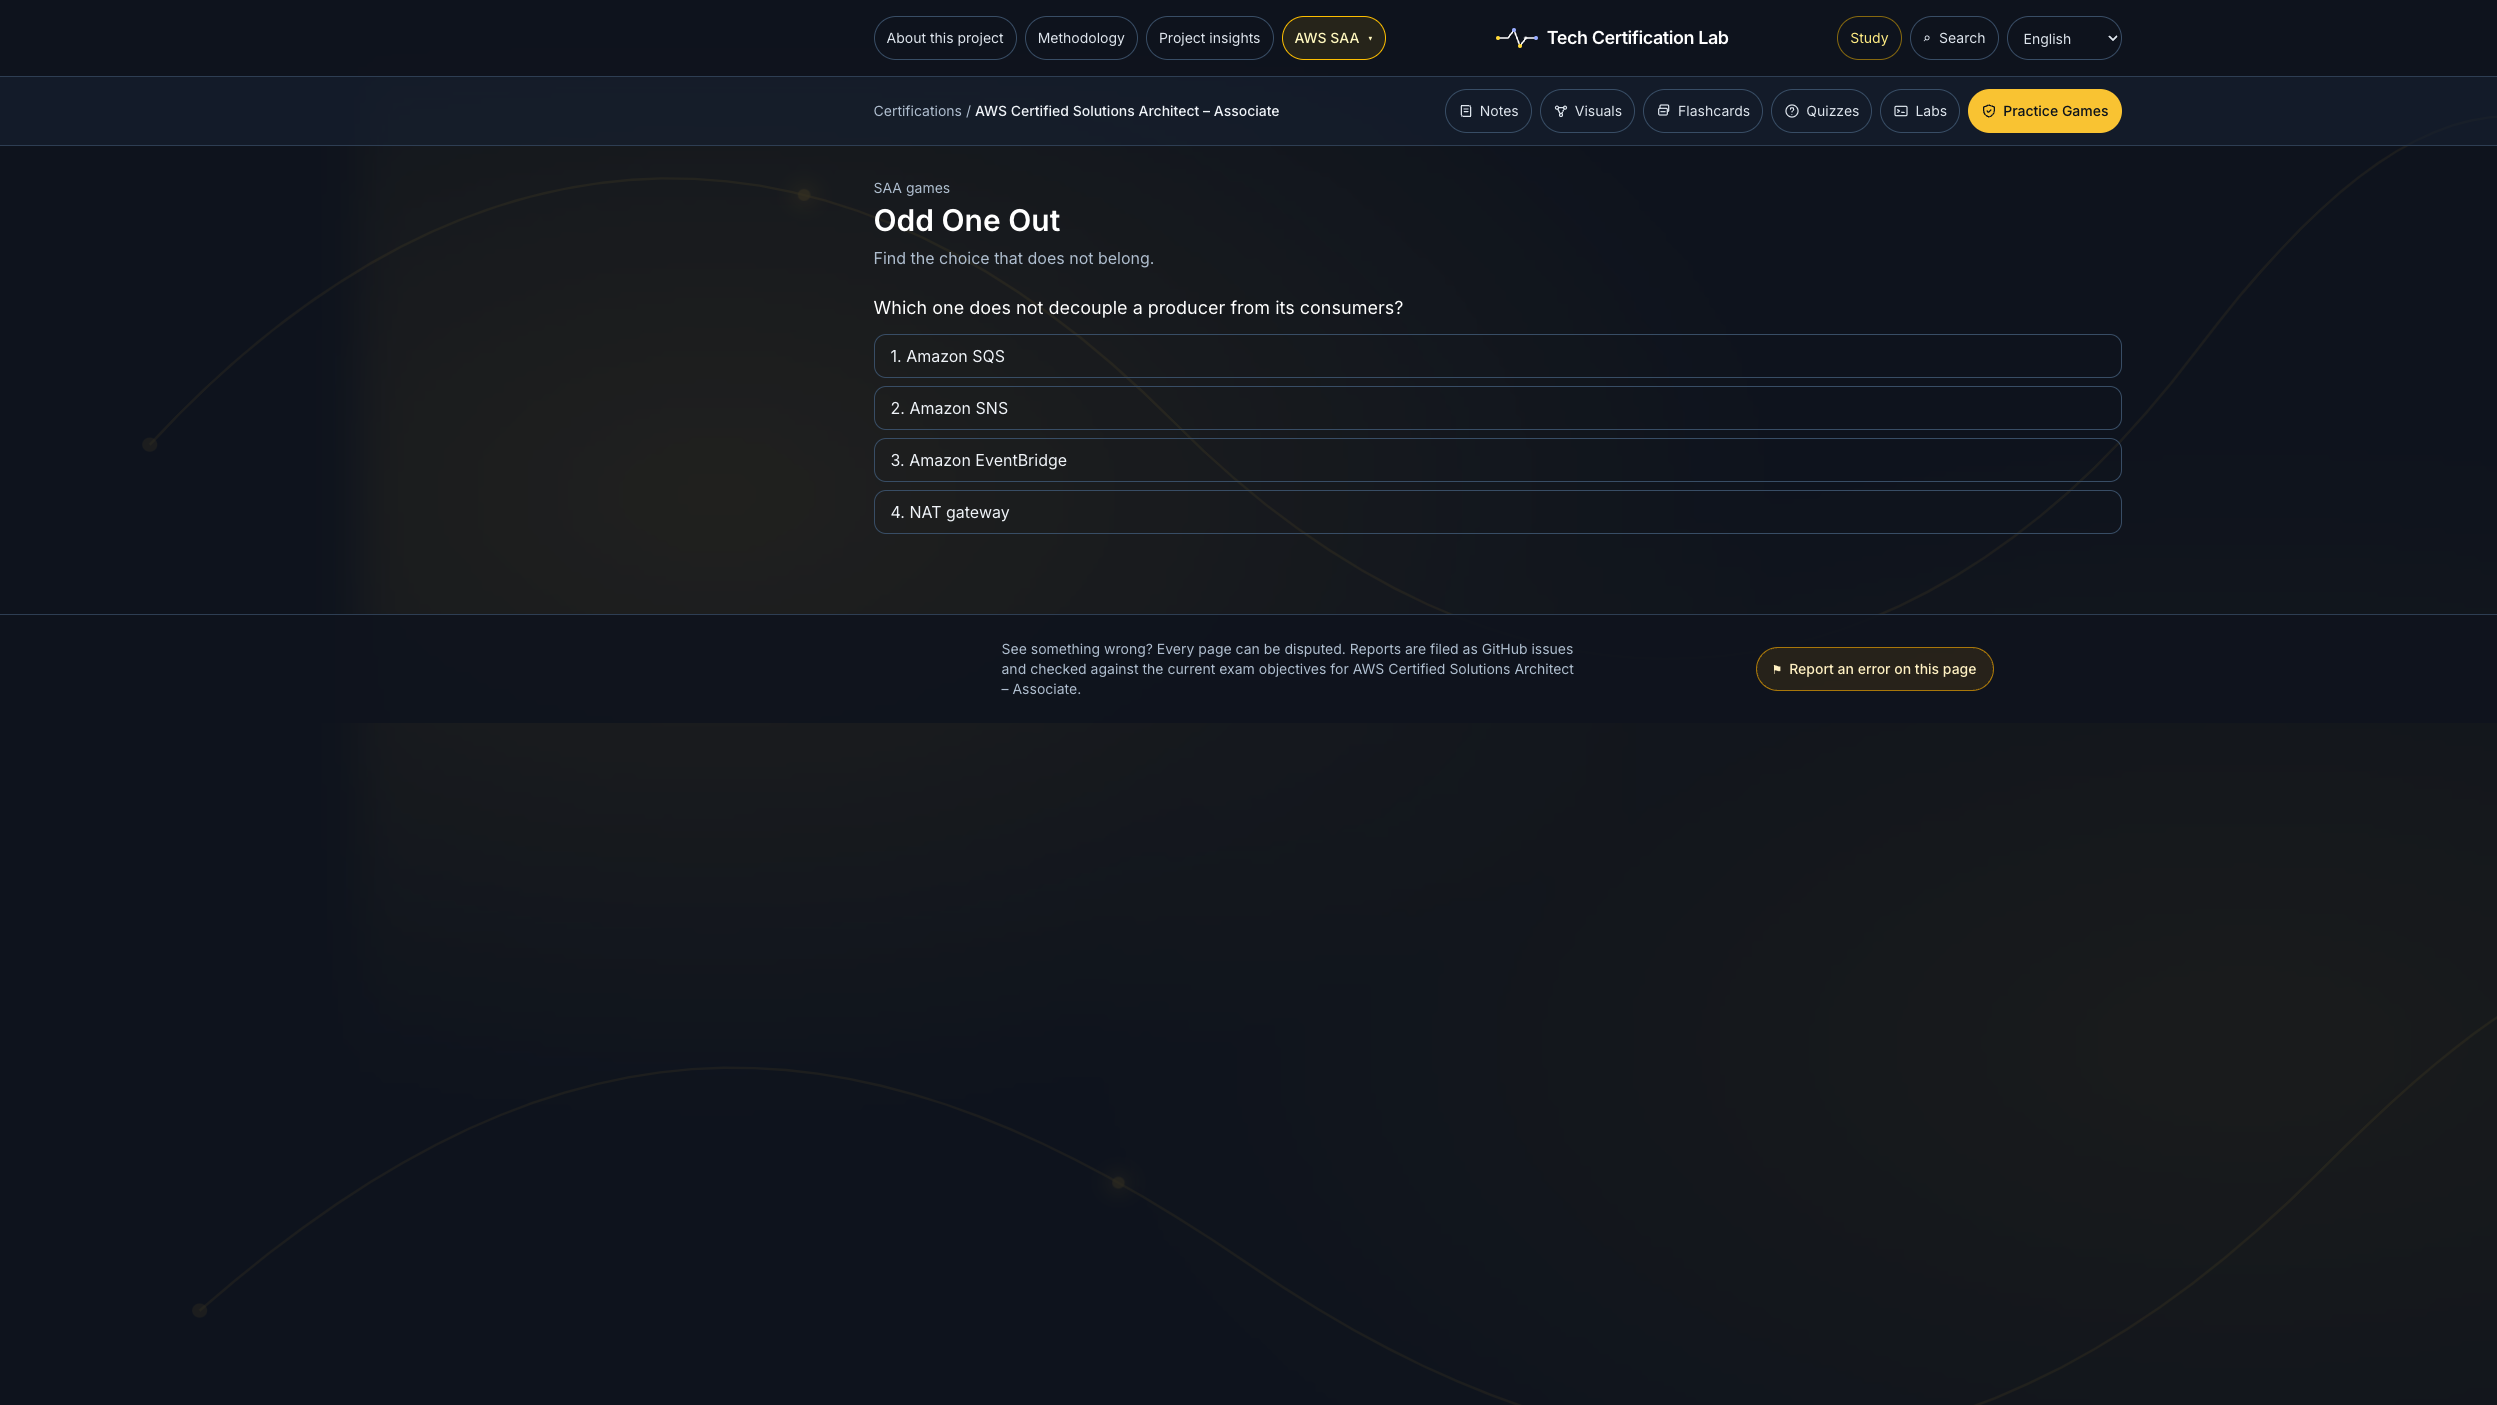 About this project
Methodology
Project insights
AWS SAA
Tech Certification Lab
Study
Search
English
Certifications / AWS Certified Solutions Architect – Associate
Notes
Visuals
Flashcards
Quizzes
Labs
Practice Games
SAA games
Odd One Out
Find the choice that does not belong.
Which one does not decouple a producer from its consumers?
1. Amazon SQS
2. Amazon SNS
3. Amazon EventBridge
4. NAT gateway
See something wrong? Every page can be disputed. Reports are filed as GitHub issues
and checked against the current exam objectives for AWS Certified Solutions Architect
– Associate.
Report an error on this page